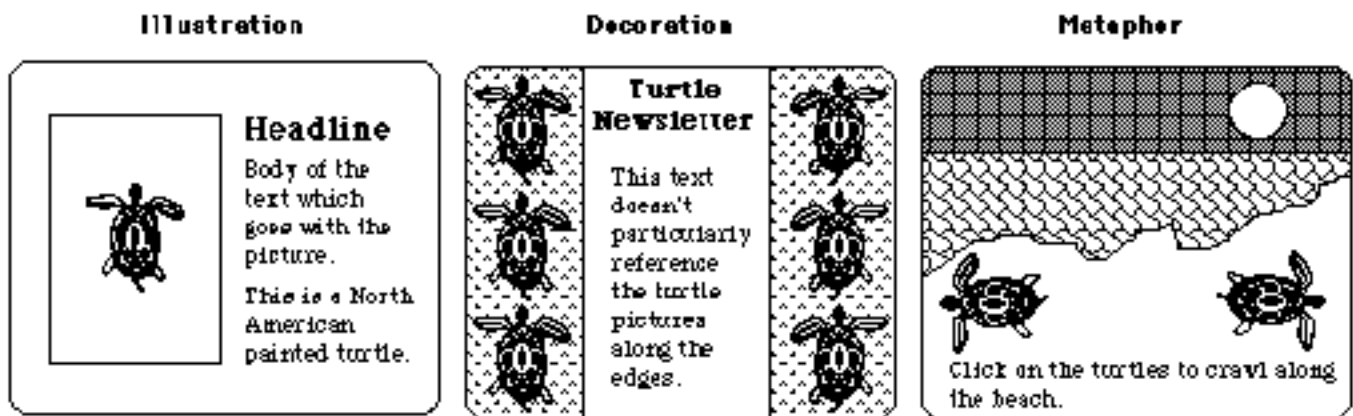 Illustration
Decoration
Metaphor
Headline
Body of the
text which
goes with the
picture.
This is a North
American
painted turtle.
Turtle
Newsletter
This text
doesn't
particularly
reference
the turtle
pictures
along the
edges.
Click on the turtles to crawl along
the beach.